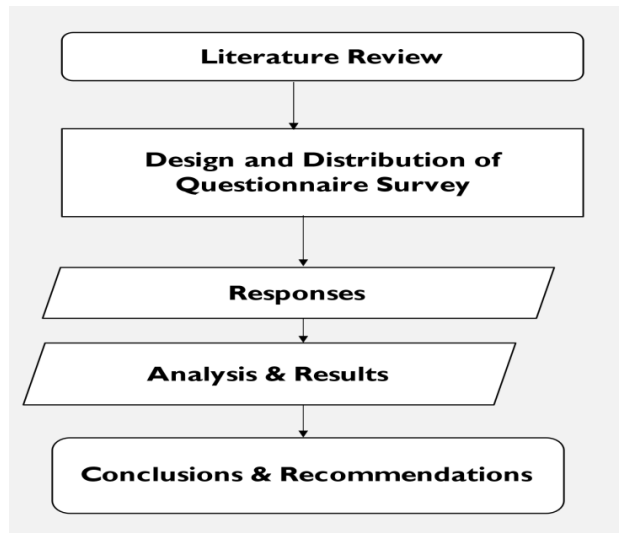 Literature Review
Design and Distribution of
Questionnaire Survey
Responses
Analysis & Results
Conclusions & Recommendations